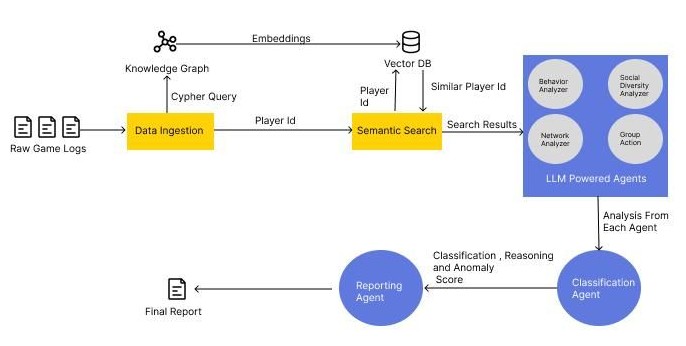 Embeddings
Knowledge Graph
Vector DB
Cypher Query
Player
Id
Similar Player Id
Behavior
Analyzer
Social
Diversity
Analyzer
Raw Game Logs
Data Ingestion
Player Id
Semantic Search
Search Results
Network
Analyzer
Group
Action
LLM Powered Agents
Analysis From
Each Agent
Classification , Reasoning
and Anomaly
Score
Classification
Agent
Reporting
Agent
Final Report